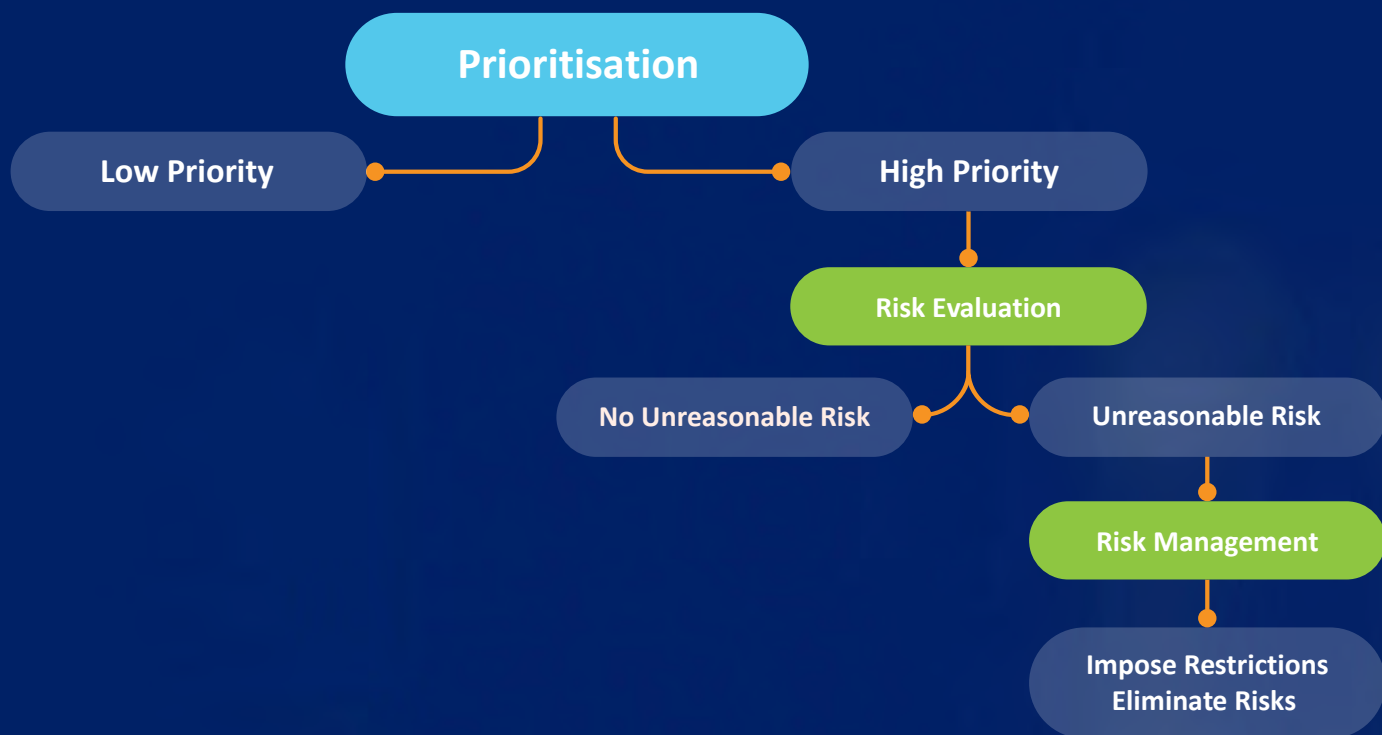 Prioritisation
Low Priority
High Priority
Risk Evaluation
No Unreasonable Risk
Unreasonable Risk
Risk Management
Impose Restrictions
Eliminate Risks